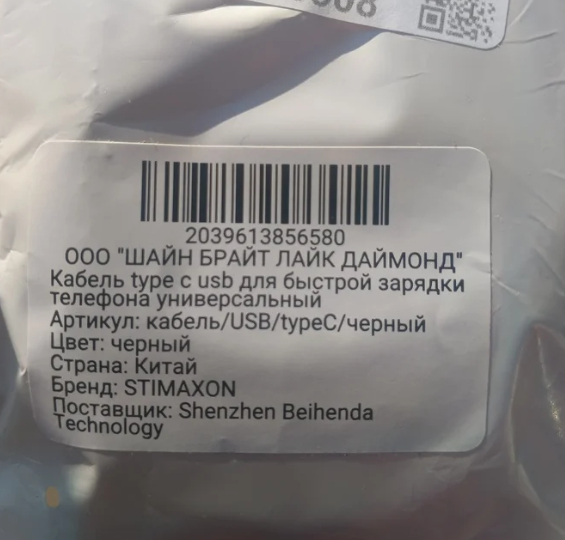 2039613856580
ООО "ШАЙН БРАЙТ ЛАЙК ДАЙМОНД"
Кабель type c usb для быстрой зарядки
телефона универсальный
Артикул: кабель/USB/typeC/черный
Цвет: черный
Страна: Китай
Бренд: STIMAXON
Поставщик: Shenzhen Beihenda
Technology